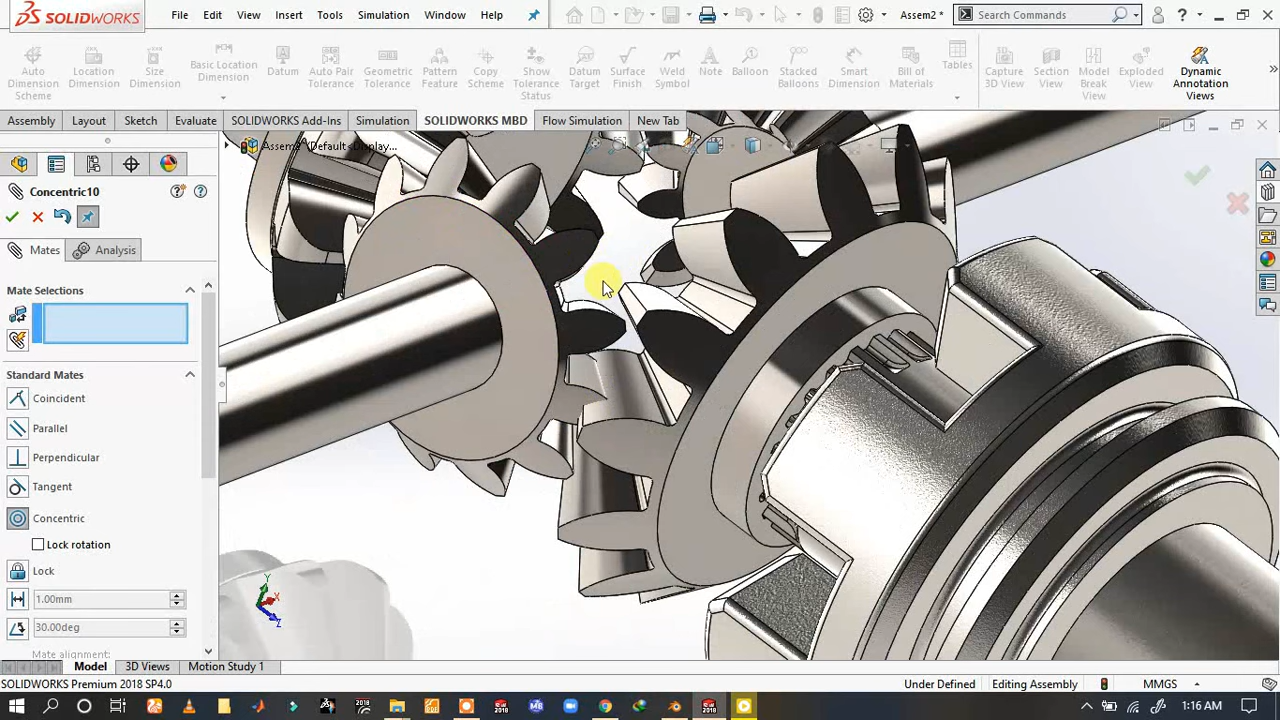 SOLIDWORKS File Edit View Insert Tools Simulation Window Help Assem2 * Search Commands
Auto Dimension Scheme
Location Dimension
Size Dimension
Basic Location Dimension
Datum
Auto Pair Tolerance
Geometric Tolerance
Pattern Feature
Copy Scheme
Show Tolerance Status
Datum Target
Surface Finish
Weld Symbol
Note
Balloon
Stacked Balloons
Smart Dimension
Bill of Materials
Tables
Capture 3D View
Section View
Model Break View
Exploded View
Dynamic Annotation Views
Assembly Layout Sketch Evaluate SOLIDWORKS Add-Ins Simulation SOLIDWORKS MBD Flow Simulation New Tab
Assem2 (Default<Display...
Concentric10
Mates Analysis
Mate Selections
Standard Mates
Coincident
Parallel
Perpendicular
Tangent
Concentric
Lock rotation
Lock
1.00mm
30.00deg
Mate alignment:
Y
X
Z
Model 3D Views Motion Study 1
SOLIDWORKS Premium 2018 SP4.0 Under Defined Editing Assembly MMGS
1:16 AM